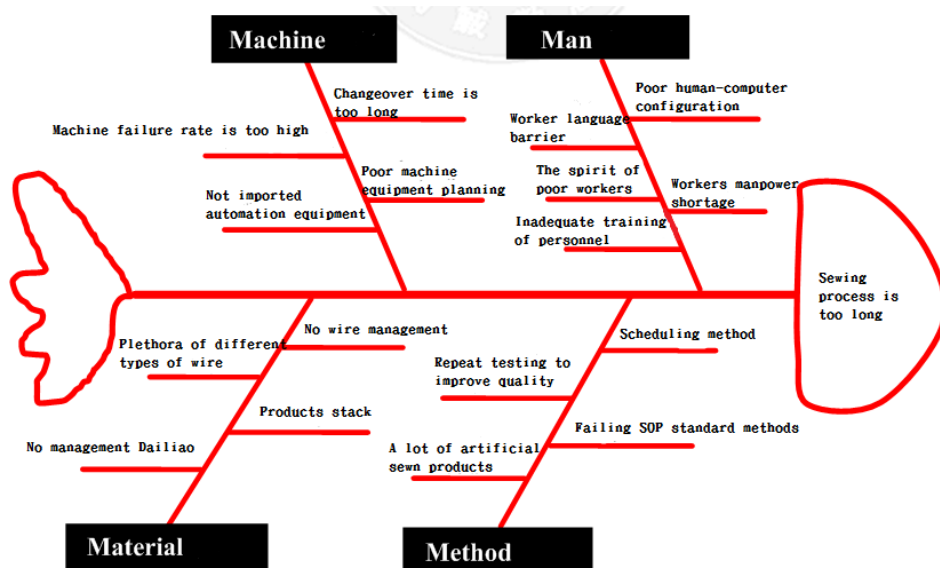 Machine
Man
Changeover time is
too long
Machine failure rate is too high
Poor machine
equipment planning
Not imported
automation equipment
Poor human-computer
configuration
Worker language
barrier
The spirit of
poor workers
Workers manpower
shortage
Inadequate training
of personnel
Sewing
process is
too long
No wire management
Plethora of different
types of wire
Products stack
No management Dailiao
Scheduling method
Repeat testing to
improve quality
Failing SOP standard methods
A lot of artificial
sewn products
Material
Method